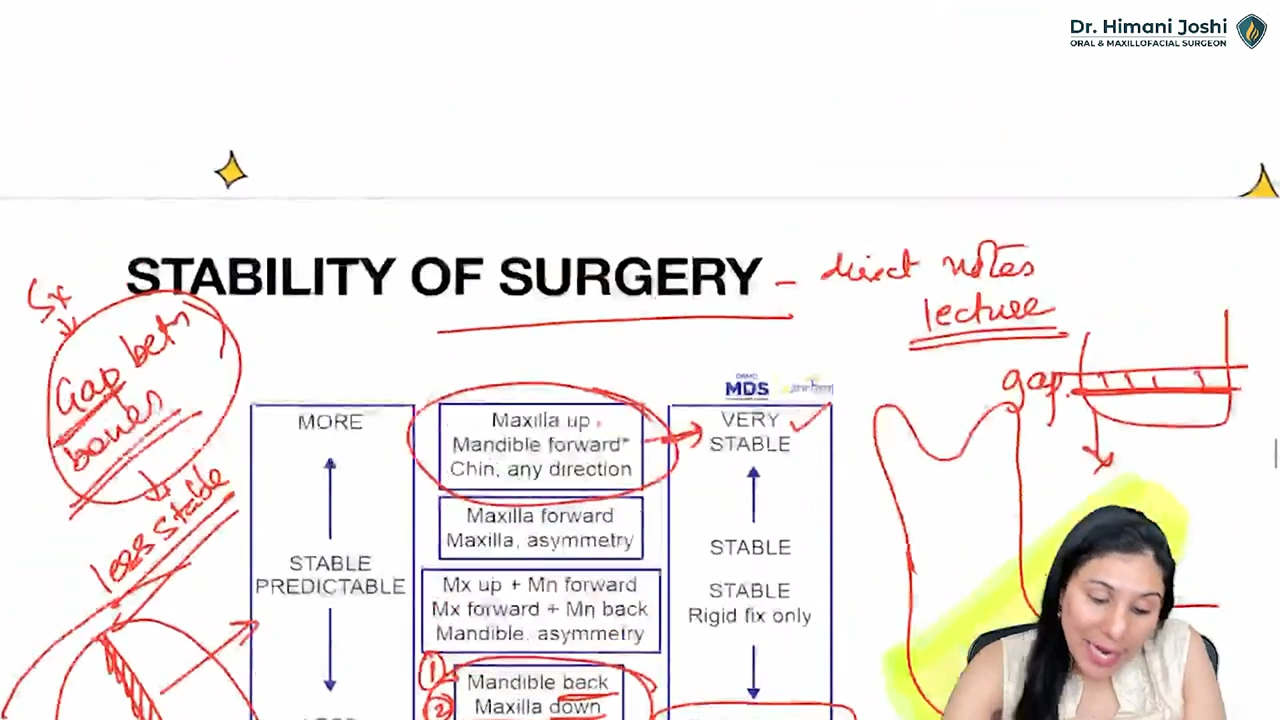 Dr. Himani Joshi
ORAL & MAXILLOFACIAL SURGEON
STABILITY OF SURGERY - direct notes
lecture
Sx
Gap betn
bones
less stable
gap.
MDS
MORE
STABLE
PREDICTABLE
Maxilla up
Mandible forward*
Chin, any direction
Maxilla forward
Maxilla, asymmetry
Mx up + Mn forward
Mx forward + Mn back
Mandible, asymmetry
① Mandible back
② Maxilla down
VERY
STABLE
STABLE
STABLE
Rigid fix only